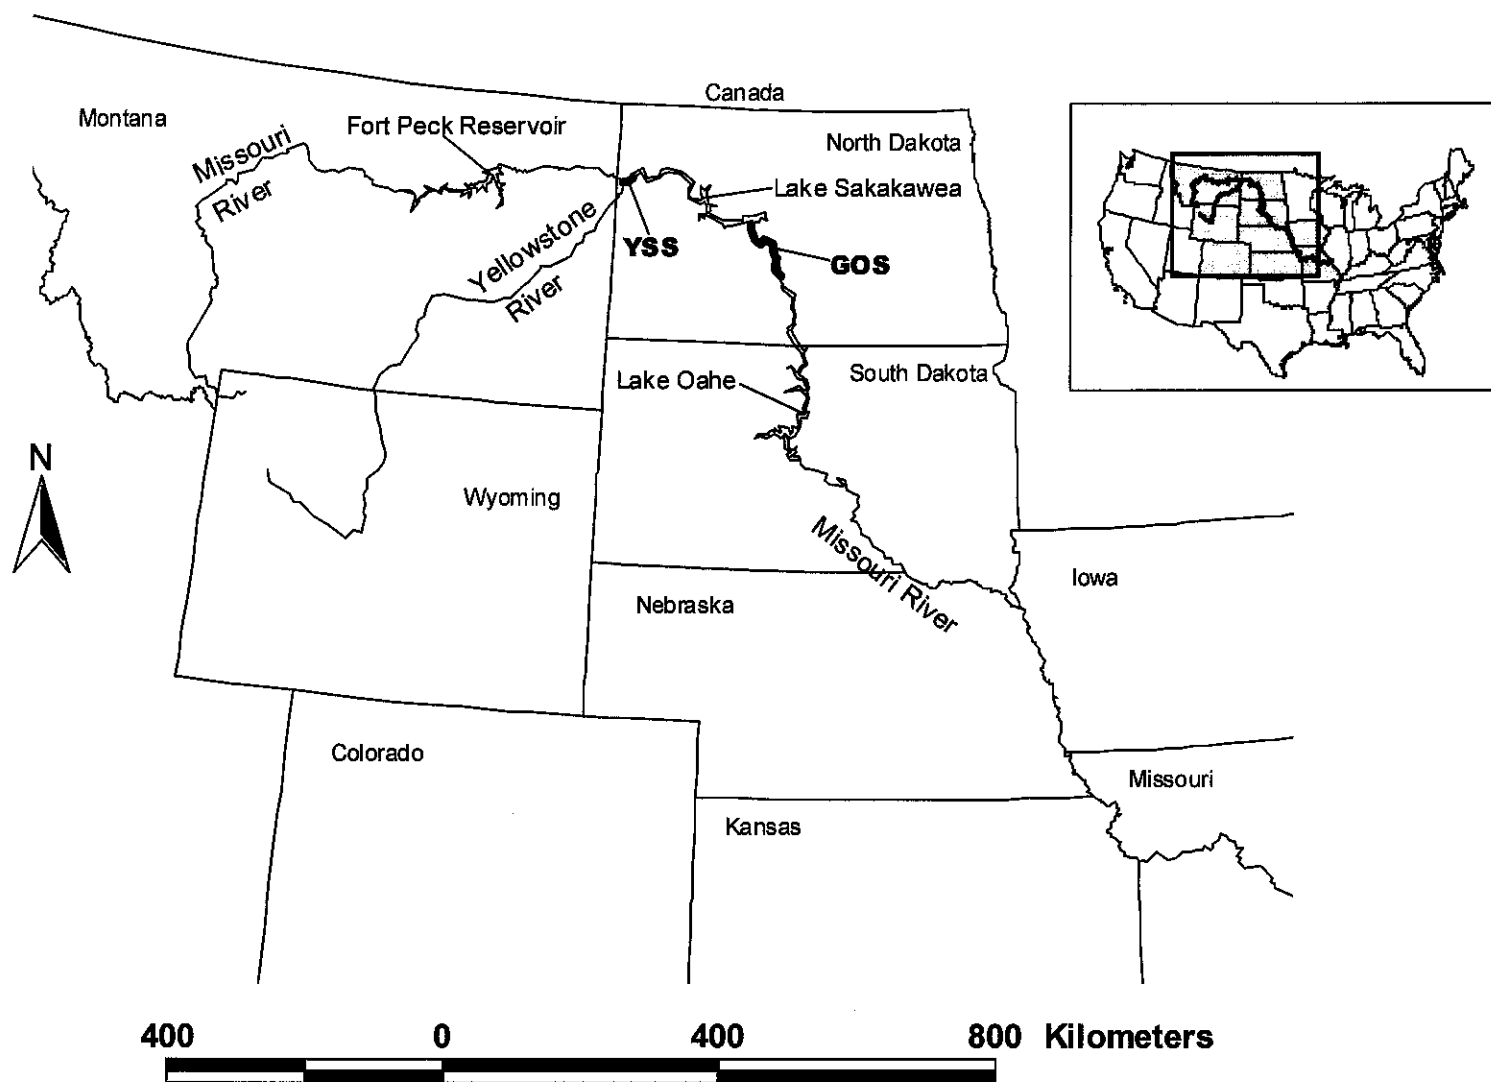 Canada
Montana
Fort Peck Reservoir
North Dakota
Missouri
River
Lake Sakakawea
YSS
GOS
Yellowstone
River
Lake Oahe
South Dakota
N
Wyoming
Missouri River
Iowa
Nebraska
Colorado
Missouri
Kansas
400 0 400 800 Kilometers